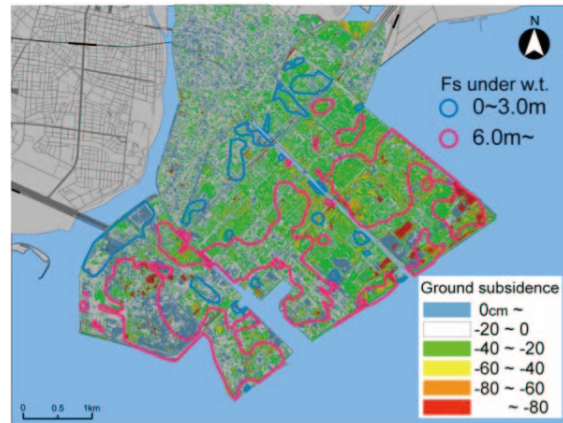 N
Fs under w.t.
0~3.0m
6.0m~
Ground subsidence
0cm ~
-20 ~ 0
-40 ~ -20
-60 ~ -40
-80 ~ -60
~ -80
0 0.5 1km